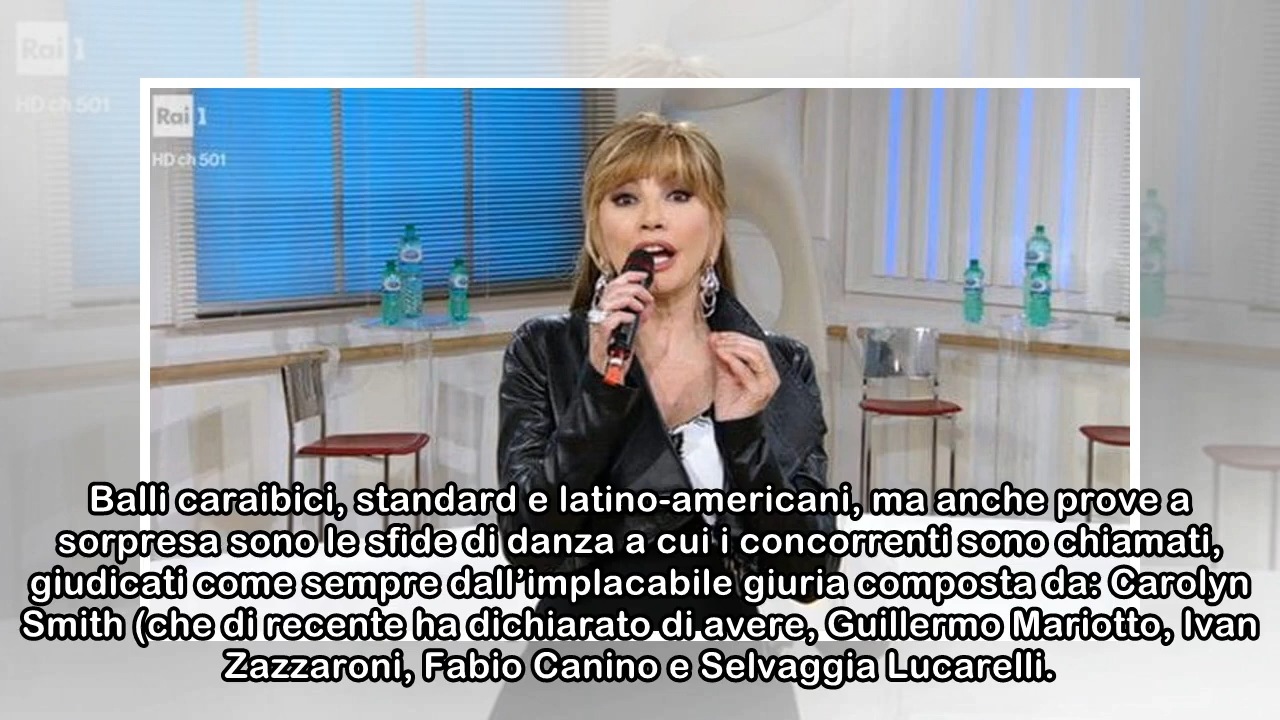 Rai 1
HD ch 501
Rai 1
HD ch 501
Balli caraibici, standard e latino-americani, ma anche prove a
sorpresa sono le sfide di danza a cui i concorrenti sono chiamati,
giudicati come sempre dall'implacabile giuria composta da: Carolyn
Smith (che di recente ha dichiarato di avere, Guillermo Mariotto, Ivan
Zazzaroni, Fabio Canino e Selvaggia Lucarelli.